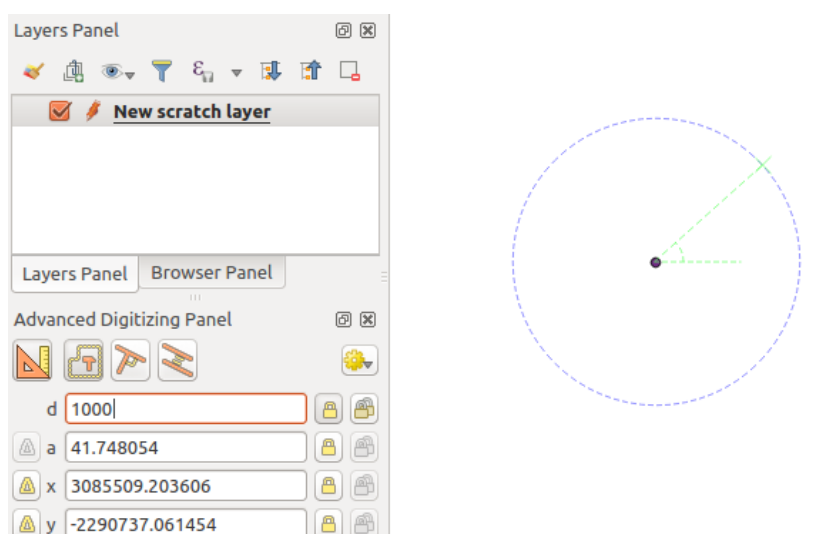 Layers Panel
New scratch layer
Layers Panel Browser Panel
Advanced Digitizing Panel
d 1000
a 41.748054
x 3085509.203606
y -2290737.061454